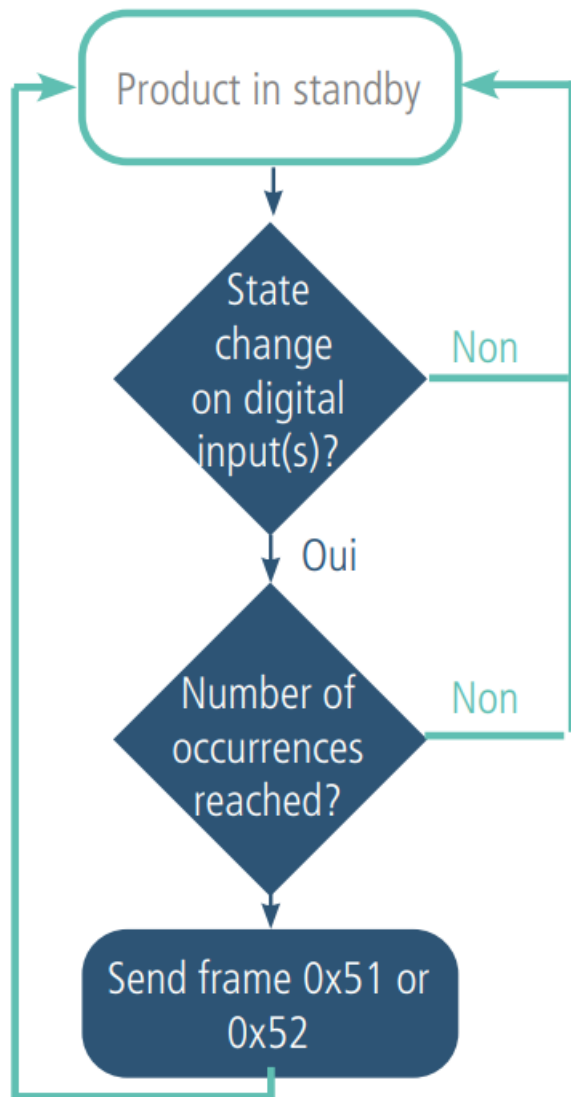 Product in standby
State
change
on digital
input(s)?
Non
Oui
Number of
occurrences
reached?
Non
Send frame 0x51 or
0x52